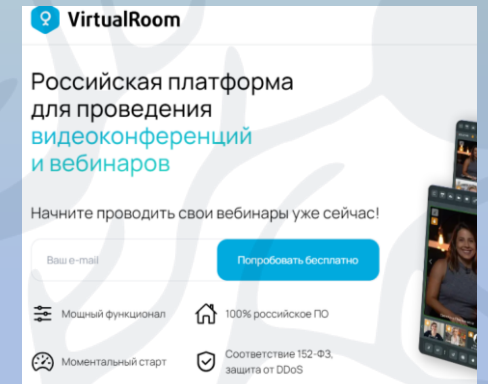 VirtualRoom
Российская платформа
для проведения
видеоконференций
и вебинаров
Начните проводить свои вебинары уже сейчас!
Ваш e-mail
Попробовать бесплатно
Мощный функционал
100% российское ПО
Моментальный старт
Соответствие 152-ФЗ,
защита от DDoS